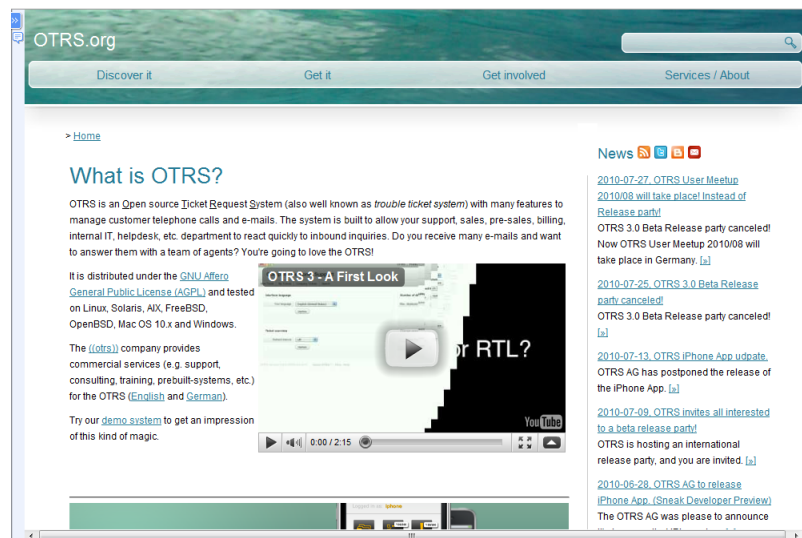 OTRS.org
Discover it
Get it
Get involved
Services / About
> Home
What is OTRS?
OTRS is an Open source Ticket Request System (also well known as trouble ticket system) with many features to
manage customer telephone calls and e-mails. The system is built to allow your support, sales, pre-sales, billing,
internal IT, helpdesk, etc. department to react quickly to inbound inquiries. Do you receive many e-mails and want
to answer them with a team of agents? You're going to love the OTRS!
It is distributed under the GNU Affero
General Public License (AGPL) and tested
on Linux, Solaris, AIX, FreeBSD,
OpenBSD, Mac OS 10.x and Windows.
The ((otrs)) company provides
commercial services (e.g. support,
consulting, training, prebuilt-systems, etc.)
for the OTRS (English and German).
Try our demo system to get an impression
of this kind of magic.
OTRS 3 - A First Look
or RTL?
YouTube
0:00 / 2:15
News
2010-07-27. OTRS User Meetup
2010/08 will take place! Instead of
Release party!
OTRS 3.0 Beta Release party canceled!
Now OTRS User Meetup 2010/08 will
take place in Germany. [»]
2010-07-25. OTRS 3.0 Beta Release
party canceled!
OTRS 3.0 Beta Release party canceled!
[»]
2010-07-13. OTRS iPhone App udpate.
OTRS AG has postponed the release of
the iPhone App. [»]
2010-07-09. OTRS invites all interested
to a beta release party!
OTRS is hosting an international
release party, and you are invited. [»]
2010-06-28. OTRS AG to release
iPhone App. (Sneak Developer Preview)
The OTRS AG was please to announce